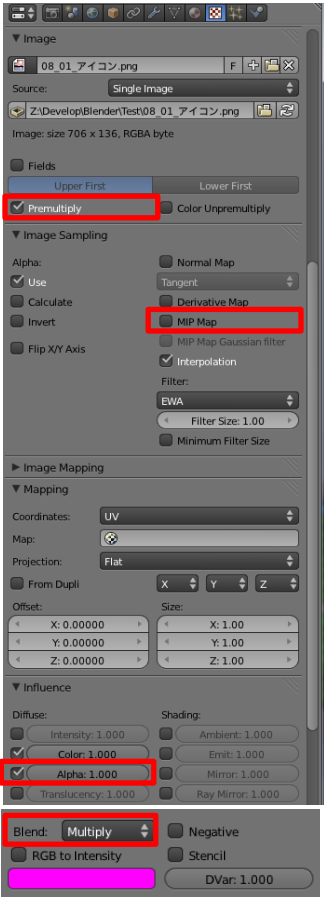 Image
08_01_アイコン.png F
Source: Single Image
Z:\Develop\Blender\Test\08_01_アイコン.png
Image: size 706 x 136, RGBA byte
Fields
Upper First Lower First
Premultiply Color Unpremultiply
Image Sampling
Alpha: Normal Map
Use Tangent
Calculate Derivative Map
Invert MIP Map
MIP Map Gaussian filter
Flip X/Y Axis
Interpolation
Filter:
EWA
Filter Size: 1.00
Minimum Filter Size
Image Mapping
Mapping
Coordinates: UV
Map:
Projection: Flat
From Dupli X Y Z
Offset: Size:
X: 0.00000 X: 1.00
Y: 0.00000 Y: 1.00
Z: 0.00000 Z: 1.00
Influence
Diffuse: Shading:
Intensity: 1.000 Ambient: 1.000
Color: 1.000 Emit: 1.000
Alpha: 1.000 Mirror: 1.000
Translucency: 1.000 Ray Mirror: 1.000
Blend: Multiply Negative
RGB to Intensity Stencil
DVar: 1.000